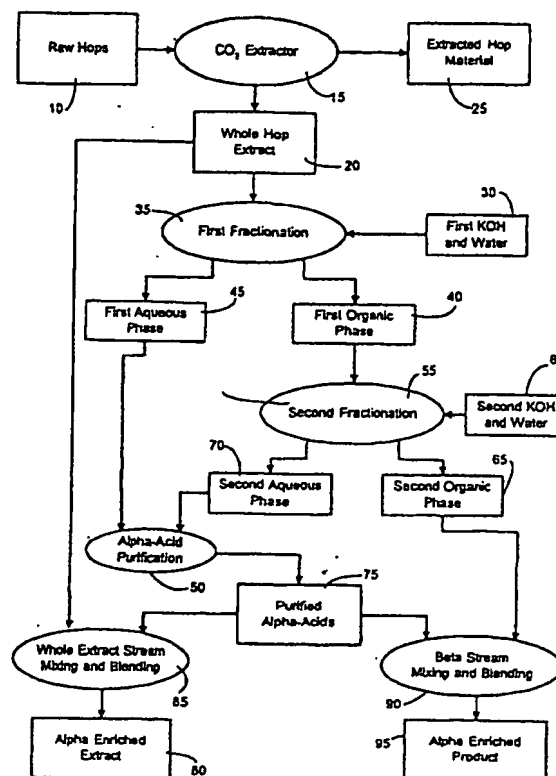 Raw Hops
10
CO₂ Extractor
15
Extracted Hop
Material
25
Whole Hop
Extract
20
35
First Fractionation
30
First KOH
and Water
45
First Aqueous
Phase
40
First Organic
Phase
55
Second Fractionation
Second KOH
and Water
70
Second Aqueous
Phase
65
Second Organic
Phase
Alpha-Acid
Purification
50
75
Purified
Alpha-Acids
Whole Extract Stream
Mixing and Blending
85
Beta Stream
Mixing and Blending
90
Alpha Enriched
Extract
80
95
Alpha Enriched
Product